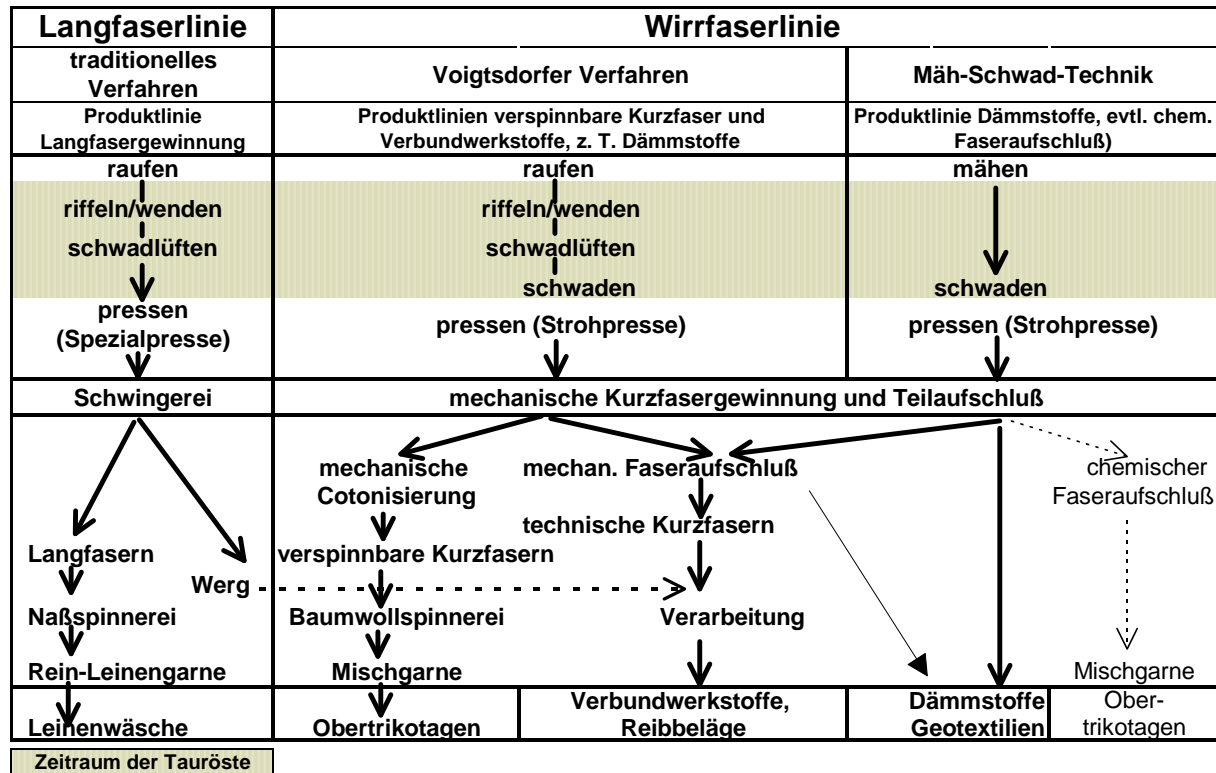 Langfaserlinie
Wirrfaserlinie
traditionelles
Verfahren
Voigtsdorfer Verfahren
Mäh-Schwad-Technik
Produktlinie
Langfasergewinnung
Produktlinien verspinnbare Kurzfaser und
Verbundwerkstoffe, z. T. Dämmstoffe
Produktlinie Dämmstoffe, evtl. chem.
Faseraufschluß)
raufen
raufen
mähen
riffeln/wenden
riffeln/wenden
schwadlüften
schwadlüften
schwaden
schwaden
pressen
(Spezialpresse)
pressen (Strohpresse)
pressen (Strohpresse)
Schwingerei
mechanische Kurzfasergewinnung und Teilaufschluß
mechanische
Cotonisierung
mechan. Faseraufschluß
chemischer
Faseraufschluß
technische Kurzfasern
Langfasern
verspinnbare Kurzfasern
Werg
Naßspinnerei
Baumwollspinnerei
Verarbeitung
Rein-Leinengarne
Mischgarne
Mischgarne
Leinenwäsche
Obertrikotagen
Verbundwerkstoffe,
Reibbeläge
Dämmstoffe
Geotextilien
Ober-
trikotagen
Zeitraum der Tauröste